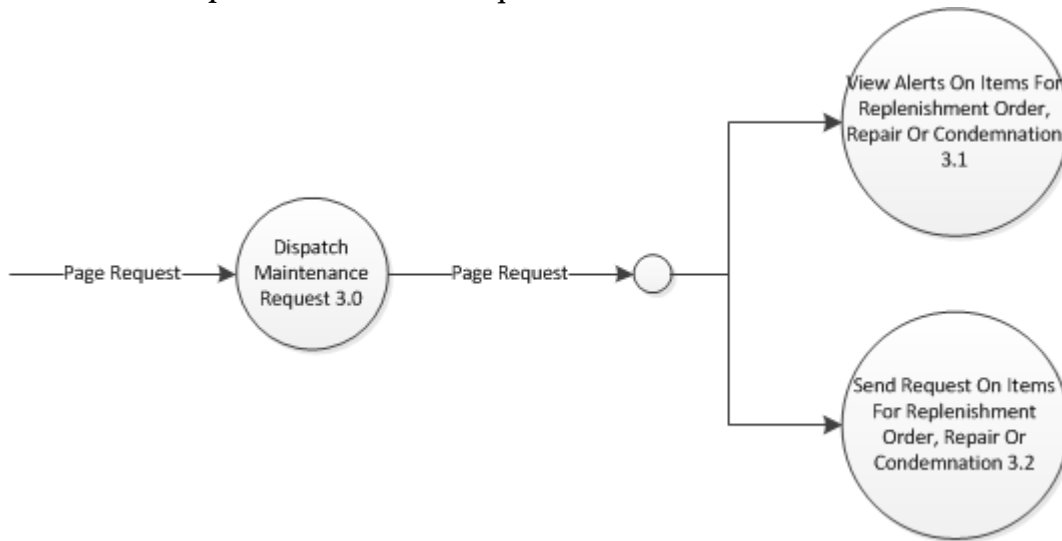 Page Request
Dispatch
Maintenance
Request 3.0
Page Request
View Alerts On Items For
Replenishment Order,
Repair Or Condemnation
3.1
Send Request On Items
For Replenishment
Order, Repair Or
Condemnation 3.2